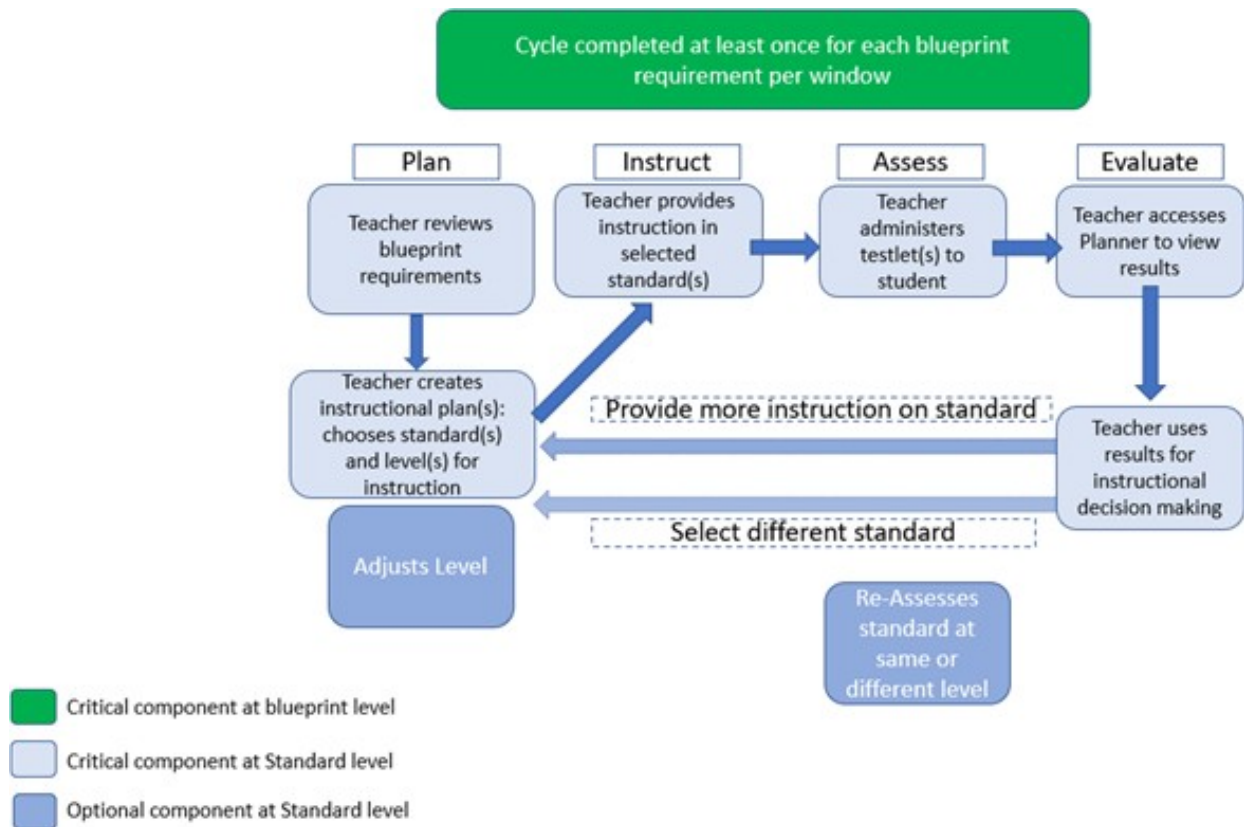 Cycle completed at least once for each blueprint
requirement per window
Plan
Instruct
Assess
Evaluate
Teacher reviews
blueprint
requirements
Teacher provides
instruction in
selected
standard(s)
Teacher
administers
testlet(s) to
student
Teacher accesses
Planner to view
results
Teacher creates
instructional plan(s):
chooses standard(s)
and level(s) for
instruction
Provide more instruction on standard
Teacher uses
results for
instructional
decision making
Select different standard
Adjusts Level
Re-Assesses
standard at
same or
different level
Critical component at blueprint level
Critical component at Standard level
Optional component at Standard level